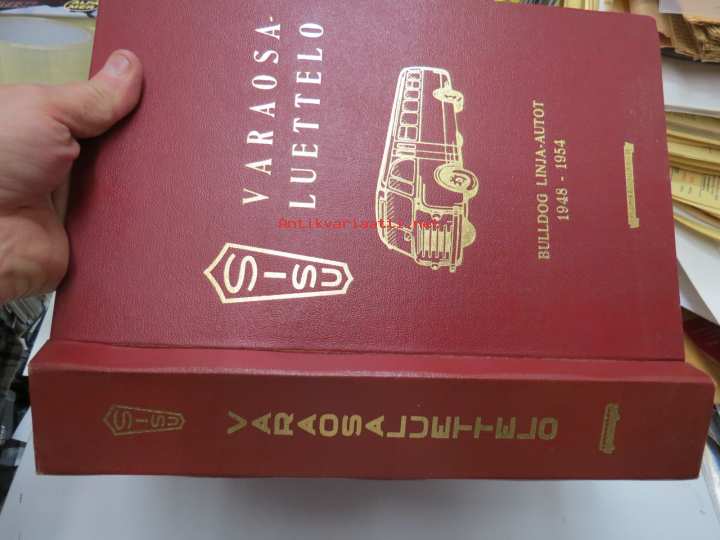 SISU
VARAOSA-
LUETTELO
BULLDOG LINJA-AUTOT
1948 - 1954
Antikvariaatti.net
SISU
VARAOSALUETTELO